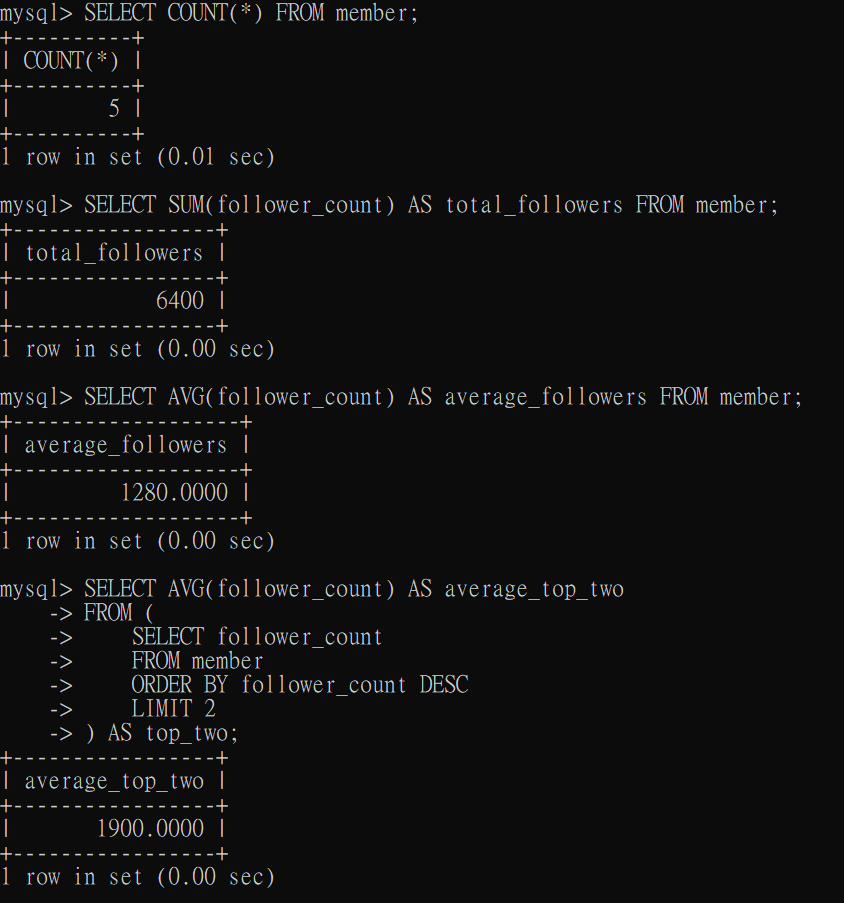 mysql> SELECT COUNT(*) FROM member;
+----------+
| COUNT(*) |
+----------+
|        5 |
+----------+
1 row in set (0.01 sec)

mysql> SELECT SUM(follower_count) AS total_followers FROM member;
+-----------------+
| total_followers |
+-----------------+
|            6400 |
+-----------------+
1 row in set (0.00 sec)

mysql> SELECT AVG(follower_count) AS average_followers FROM member;
+-------------------+
| average_followers |
+-------------------+
|         1280.0000 |
+-------------------+
1 row in set (0.00 sec)

mysql> SELECT AVG(follower_count) AS average_top_two
    -> FROM (
    ->     SELECT follower_count
    ->     FROM member
    ->     ORDER BY follower_count DESC
    ->     LIMIT 2
    -> ) AS top_two;
+-----------------+
| average_top_two |
+-----------------+
|       1900.0000 |
+-----------------+
1 row in set (0.00 sec)